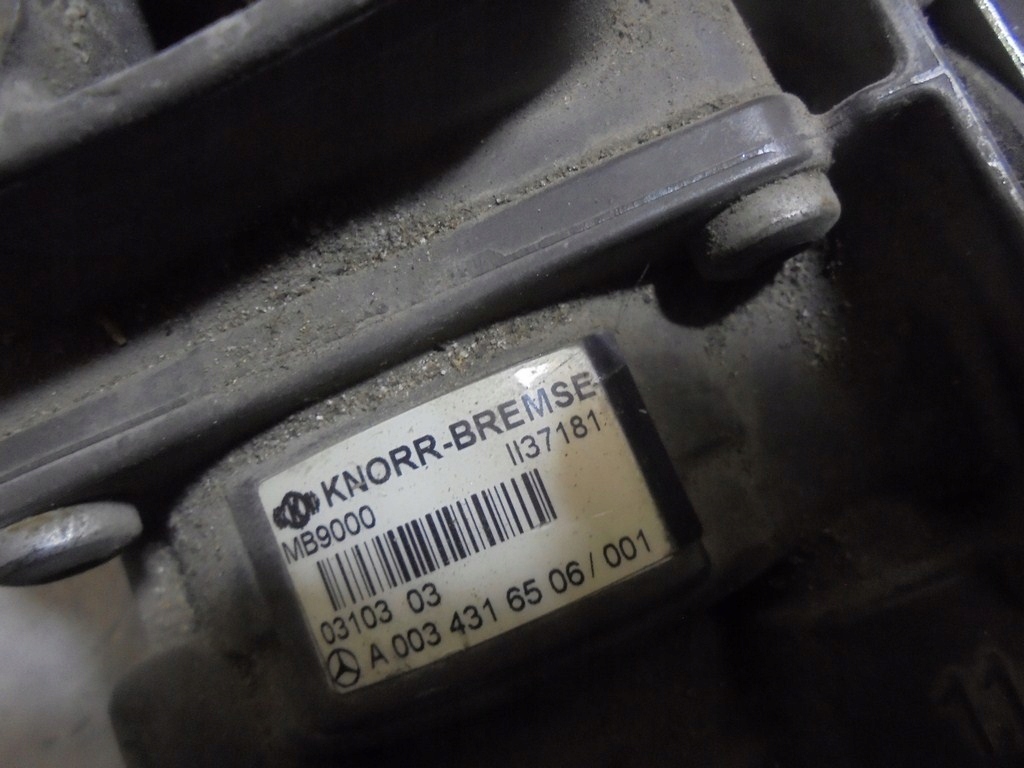 KNORR-BREMSE
II37181
MB9000
03103 03
A 003 431 65 06 / 001